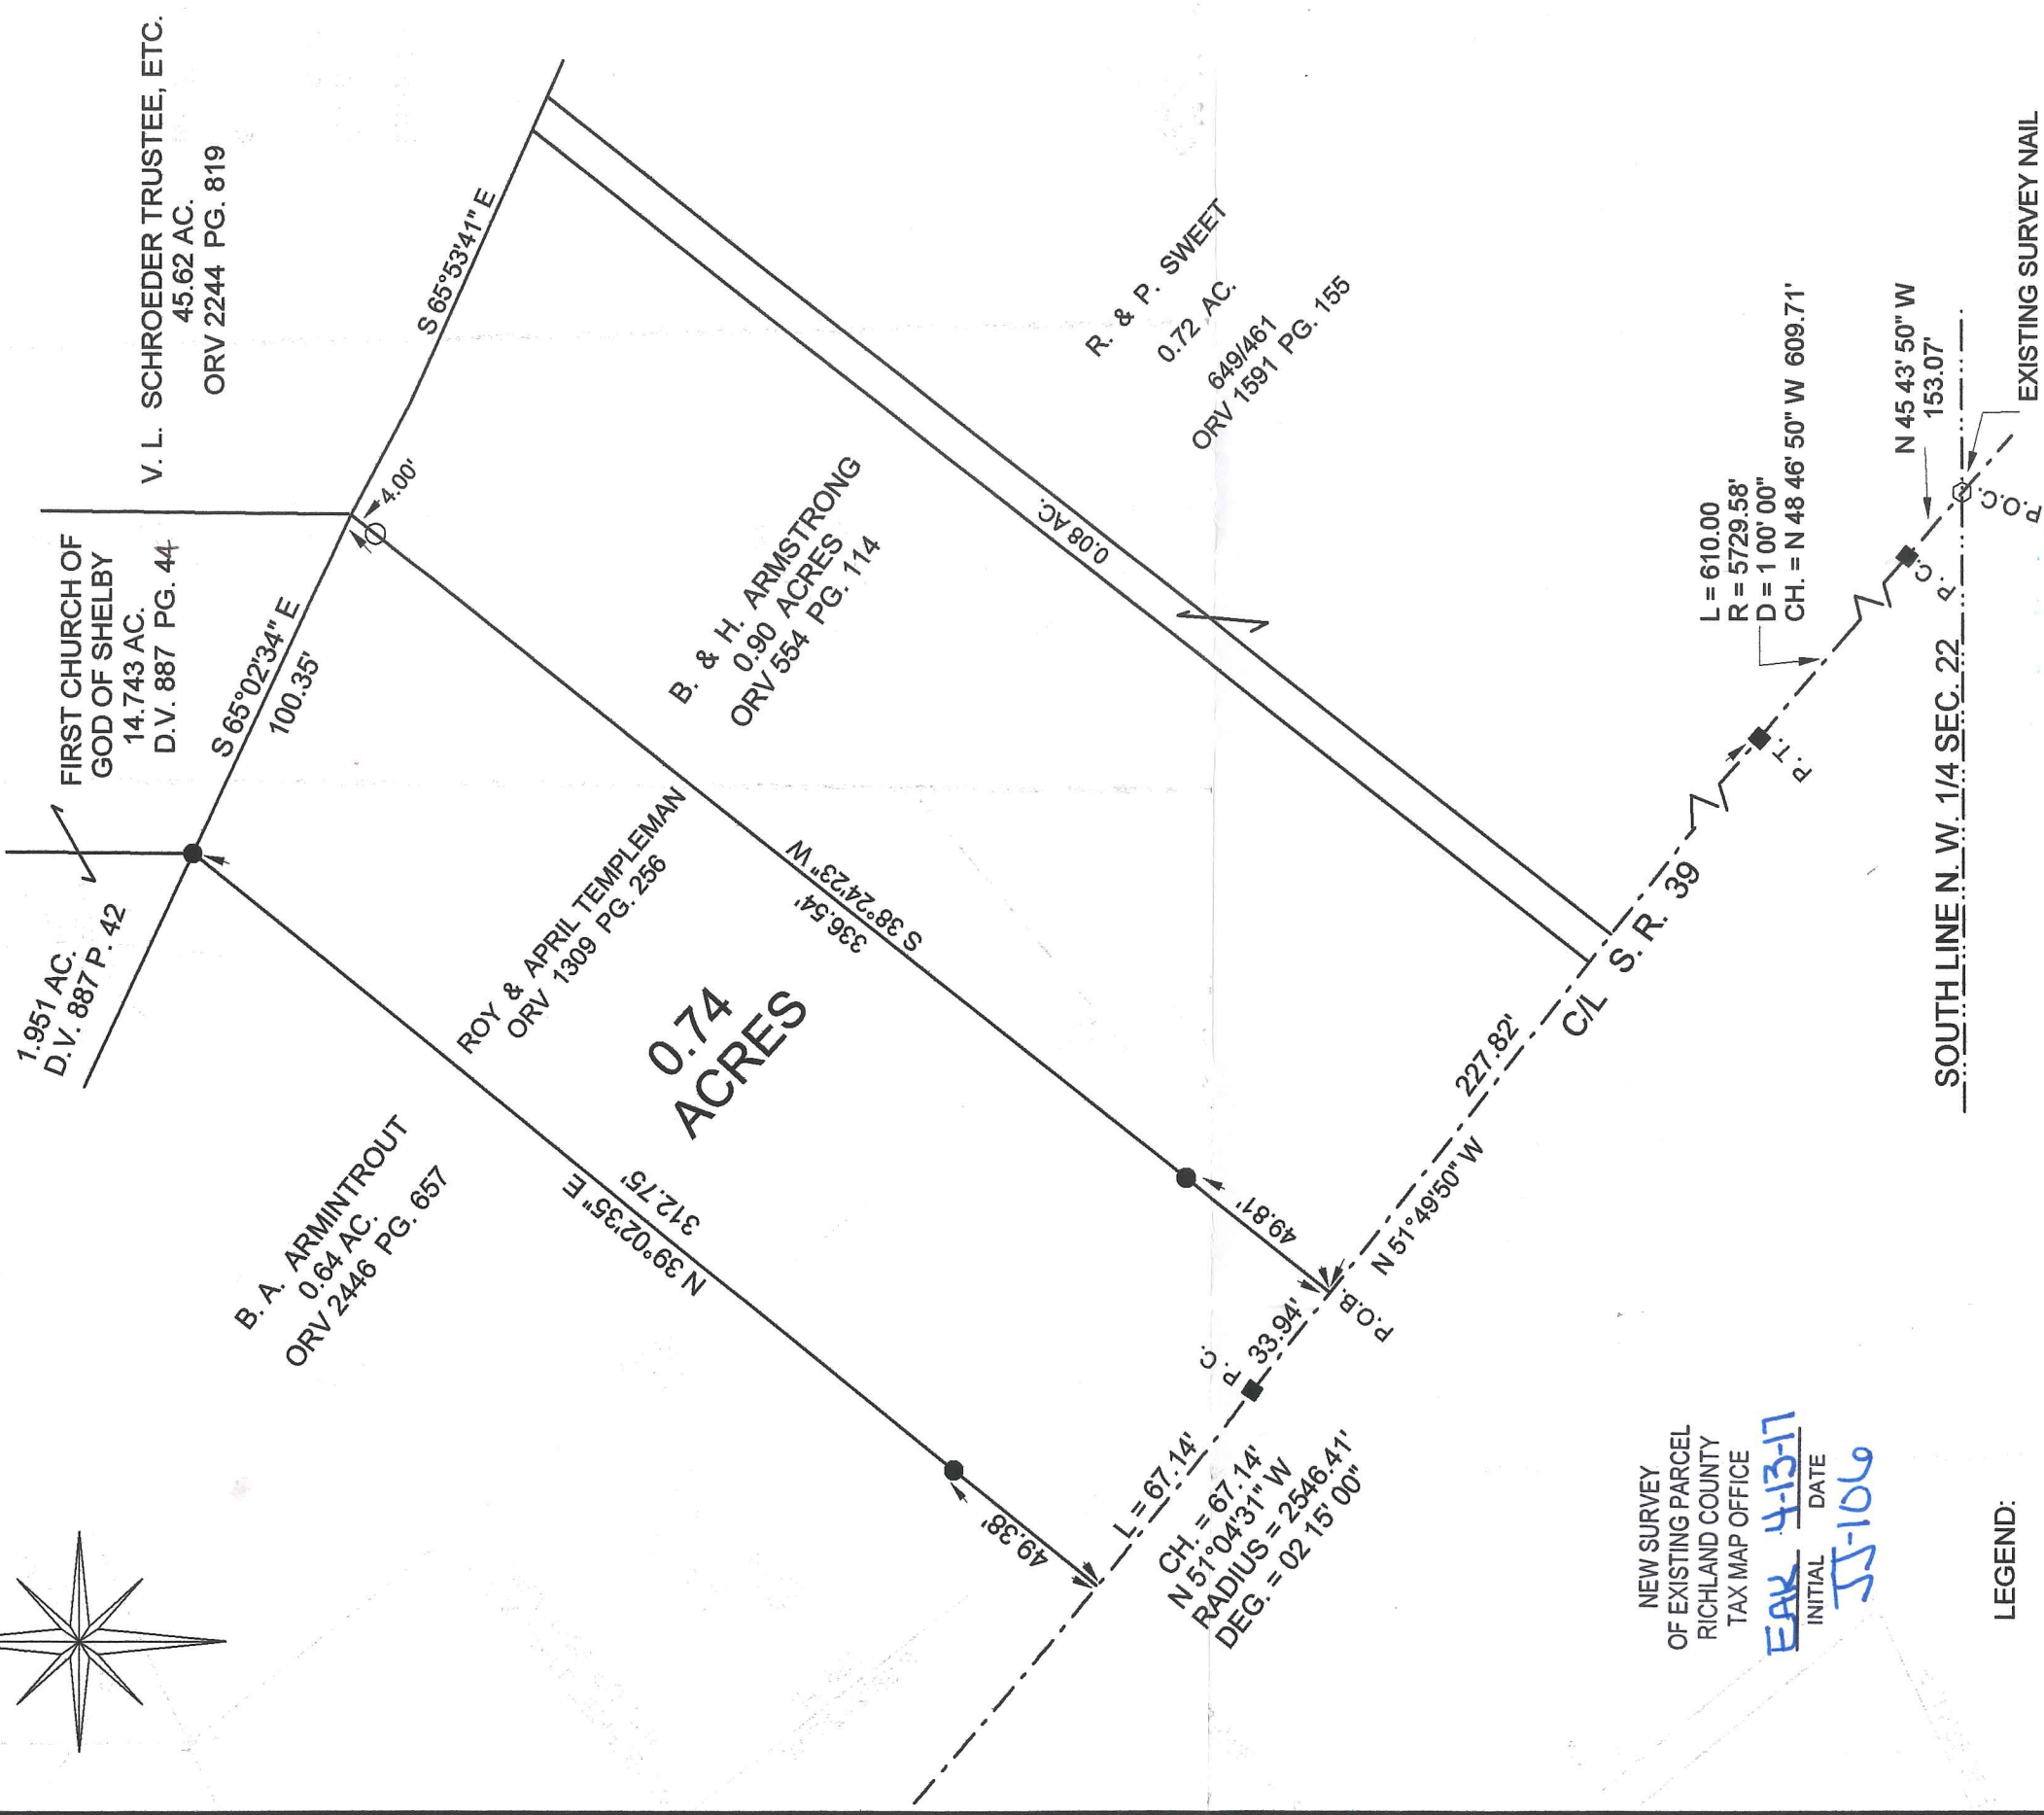 V. L. SCHROEDER TRUSTEE, ETC.
45.62 AC.
ORV 2244 PG. 819
FIRST CHURCH OF
GOD OF SHELBY
14.743 AC.
D.V. 887 PG. 44
1.951 AC.
D.V. 887 P. 42
S 65°02'34" E
100.35'
S 65°53'41" E
4.00'
B. A. ARMINTROUT
0.64 AC.
ORV 2446 PG. 657
ROY & APRIL TEMPLEMAN
ORV 1309 PG. 256
0.74
ACRES
B. & H. ARMSTRONG
0.90 ACRES
ORV 554 PG. 114
R. & P. SWEET
0.72 AC.
649/461
ORV 1591 PG. 155
0.08 AC.
N 39°02'35" E
312.75'
S 38°24'23" W
336.54'
49.38'
49.81'
L = 67.14'
CH. = 67.14'
N 51°04'31" W
RADIUS = 2546.41'
DEG. = 02 15' 00"
P. C.
33.94'
P.O.B.
N 51°49'50" W
227.82'
C/L S. R. 39
P. T.
L = 610.00
R = 5729.58'
D = 1 00' 00"
CH. = N 48 46' 50" W 609.71'
P. C.
N 45 43' 50" W
153.07'
P.O.C.
EXISTING SURVEY NAIL
SOUTH LINE N. W. 1/4 SEC. 22
NEW SURVEY
OF EXISTING PARCEL
RICHLAND COUNTY
TAX MAP OFFICE
EAK 4-13-17
INITIAL DATE
JJ-106
LEGEND: